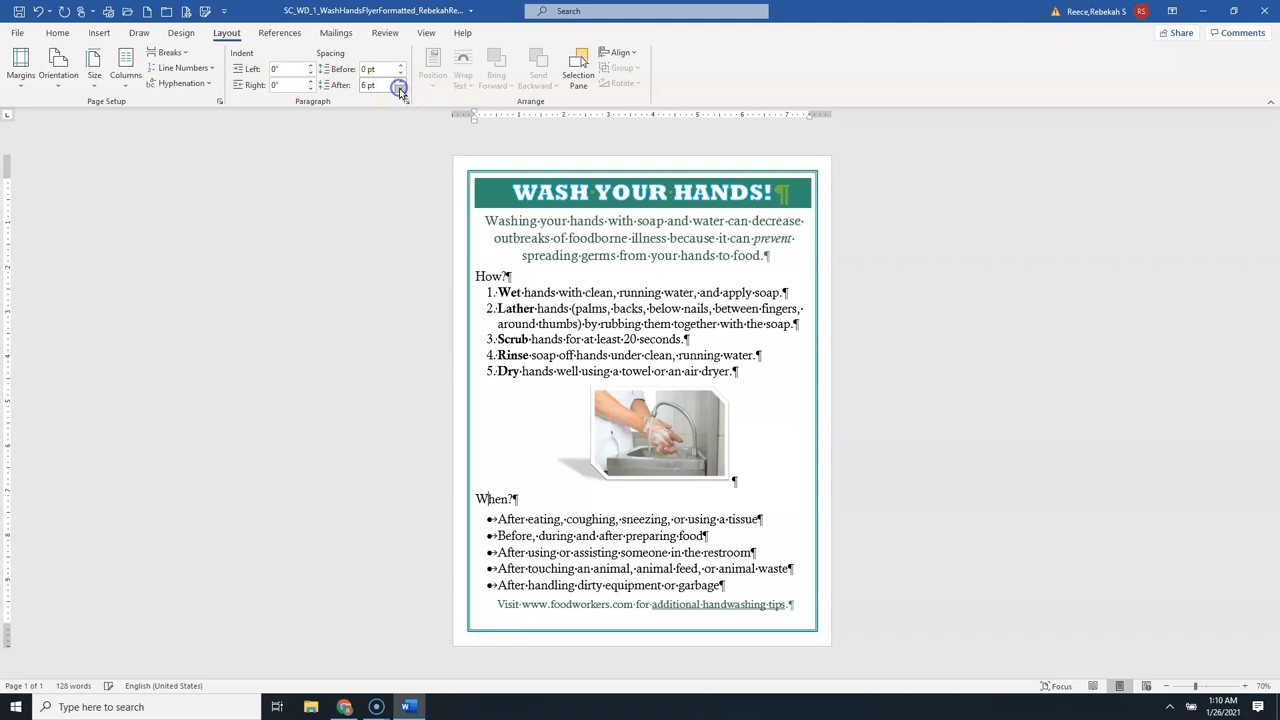 SC_WD_1_WashHandsFlyerFormatted_RebekahRe...
Search
Reece,Rebekah S
RS
File Home Insert Draw Design Layout References Mailings Review View Help
Share
Comments
Margins
Orientation
Size
Columns
Breaks
Line Numbers
Hyphenation
Page Setup
Indent
Left: 0"
Right: 0"
Spacing
Before: 0 pt
After: 6 pt
Paragraph
Position
Wrap Text
Bring Forward
Send Backward
Selection Pane
Align
Group
Rotate
Arrange
1 2 3 4 5 6 7
WASH·YOUR·HANDS!¶
Washing·your·hands·with·soap·and·water·can·decrease·
outbreaks·of·foodborne·illness·because·it·can·prevent·
spreading·germs·from·your·hands·to·food.¶
How?¶
1.·Wet·hands·with·clean,·running·water,·and·apply·soap.¶
2.·Lather·hands·(palms,·backs,·below·nails,·between·fingers,·
around·thumbs)·by·rubbing·them·together·with·the·soap.¶
3.·Scrub·hands·for·at·least·20·seconds.¶
4.·Rinse·soap·off·hands·under·clean,·running·water.¶
5.·Dry·hands·well·using·a·towel·or·an·air·dryer.¶
¶
When?¶
●→After·eating,·coughing,·sneezing,·or·using·a·tissue¶
●→Before,·during·and·after·preparing·food¶
●→After·using·or·assisting·someone·in·the·restroom¶
●→After·touching·an·animal,·animal·feed,·or·animal·waste¶
●→After·handling·dirty·equipment·or·garbage¶
Visit·www.foodworkers.com·for·additional·handwashing·tips.¶
Page 1 of 1
128 words
English (United States)
Focus
70%
Type here to search
1:10 AM
1/26/2021